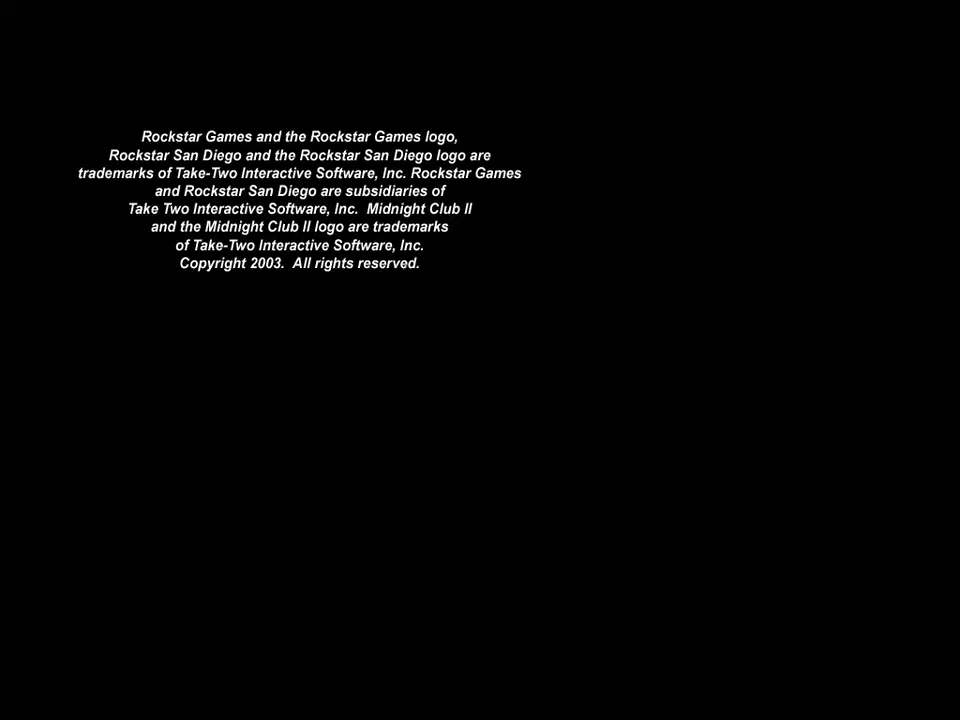 Rockstar Games and the Rockstar Games logo,
Rockstar San Diego and the Rockstar San Diego logo are
trademarks of Take-Two Interactive Software, Inc. Rockstar Games
and Rockstar San Diego are subsidiaries of
Take Two Interactive Software, Inc.  Midnight Club II
and the Midnight Club II logo are trademarks
of Take-Two Interactive Software, Inc.
Copyright 2003.  All rights reserved.